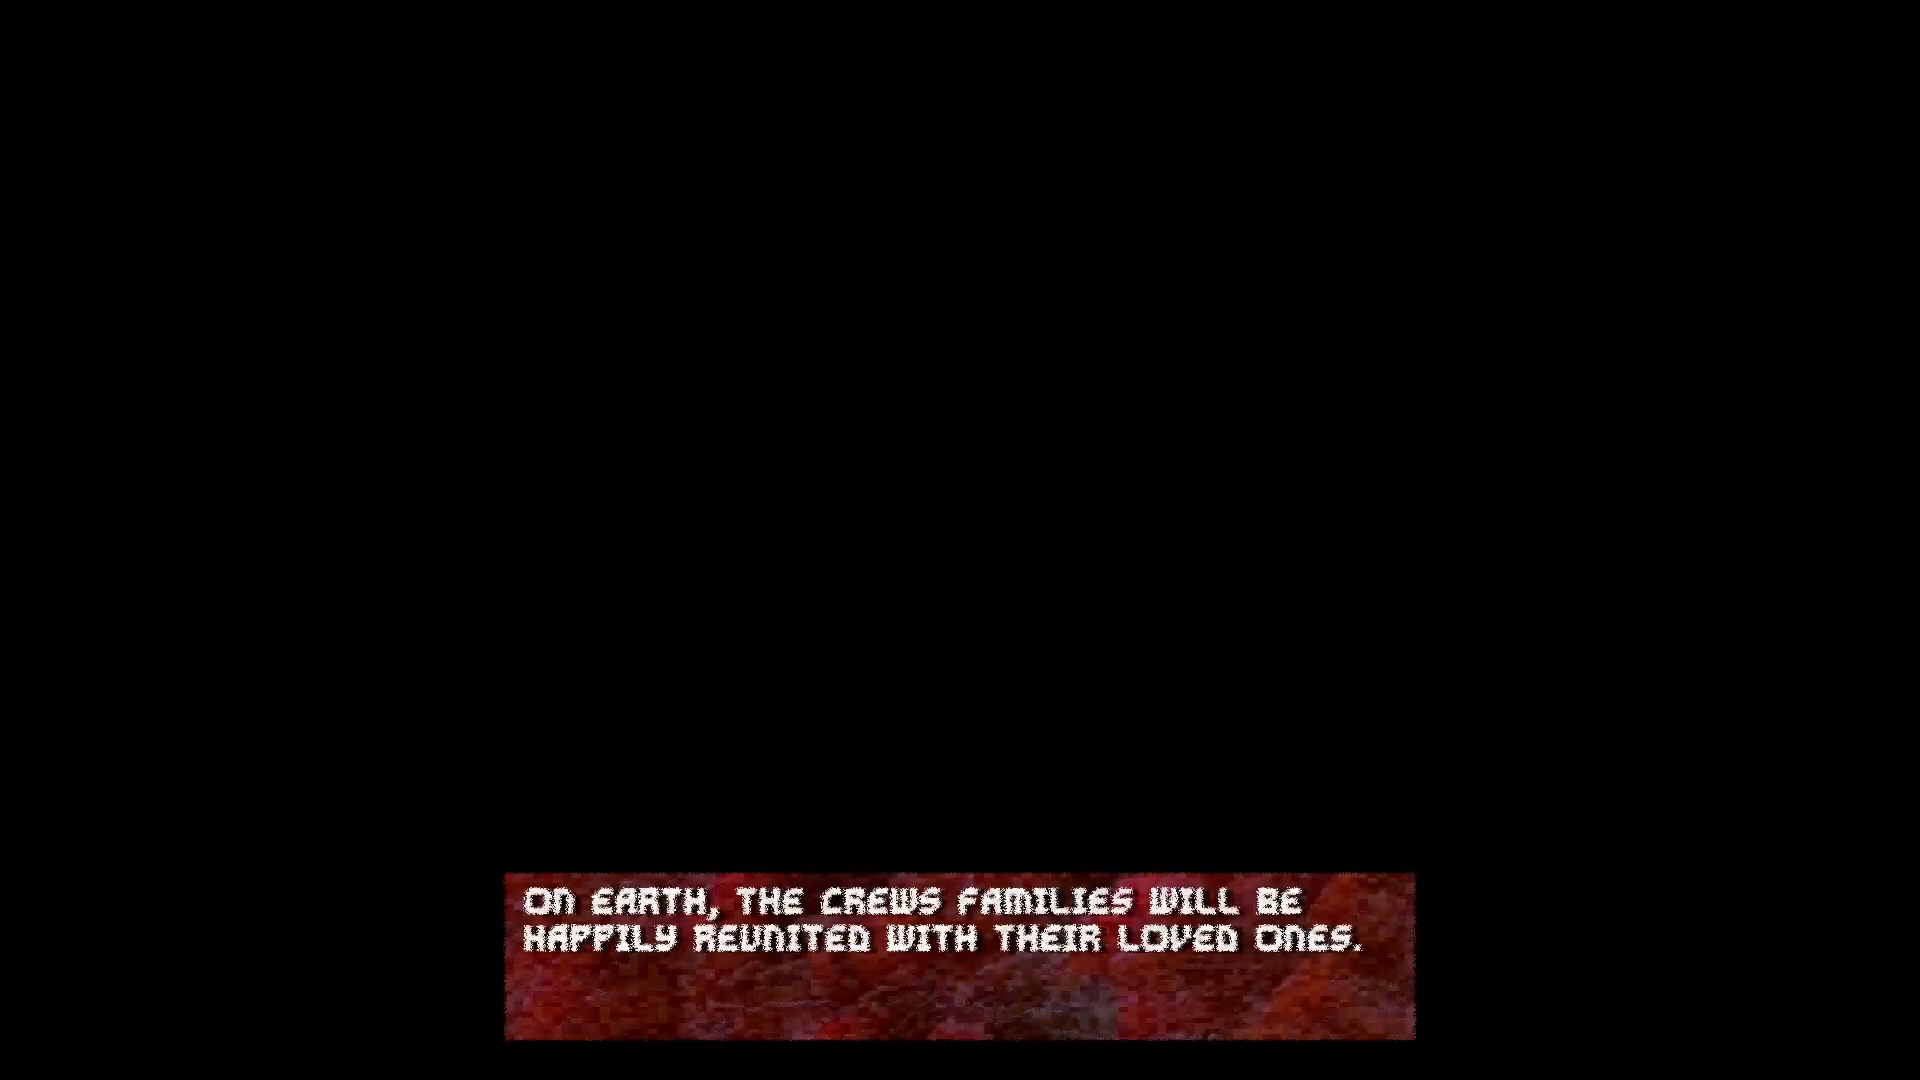 ON EARTH, THE CREWS FAMILIES WILL BE
HAPPILY REUNITED WITH THEIR LOVED ONES.